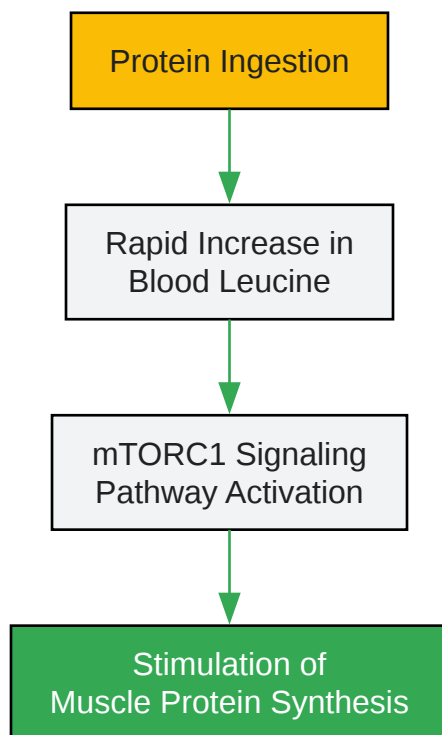 Protein Ingestion
Rapid Increase in
Blood Leucine
mTORC1 Signaling
Pathway Activation
Stimulation of
Muscle Protein Synthesis